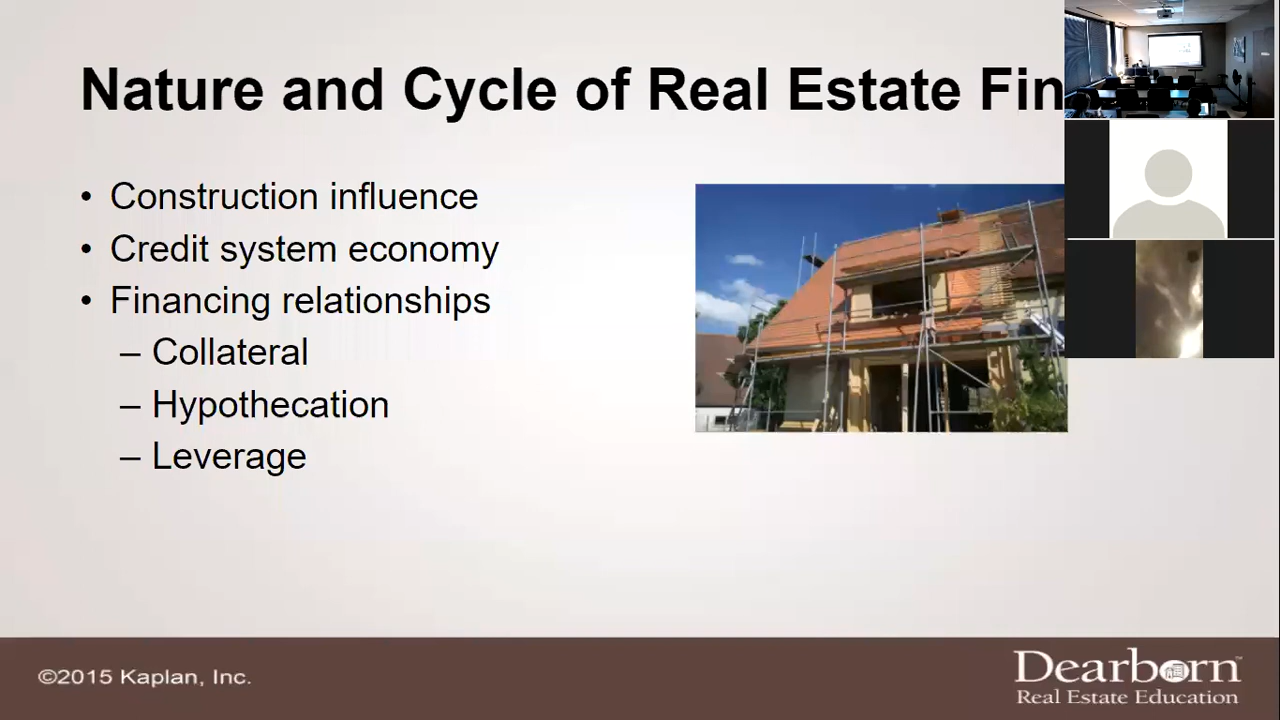 Nature and Cycle of Real Estate Fin
• Construction influence
• Credit system economy
• Financing relationships
– Collateral
– Hypothecation
– Leverage
©2015 Kaplan, Inc.
Dearborn™
Real Estate Education